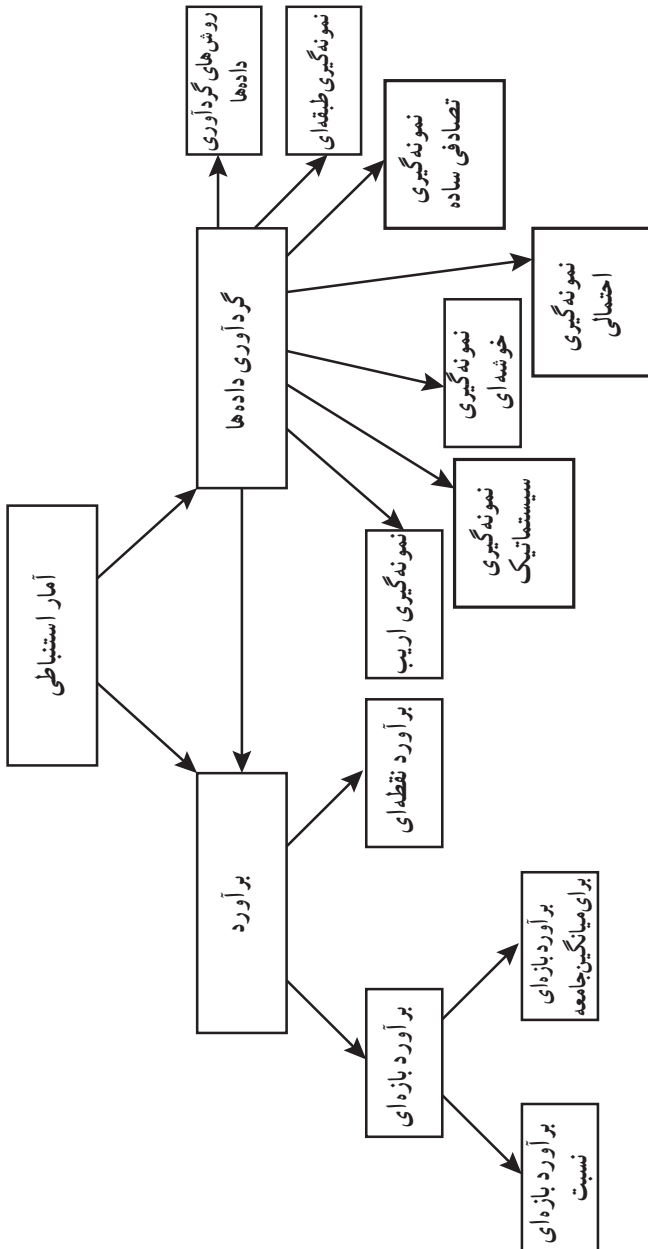 آمار استنباطی
گردآوری داده‌ها
برآورد
روش‌های گردآوری
داده‌ها
نمونه‌گیری طبقه‌ای
نمونه‌گیری
تصادفی ساده
نمونه‌گیری
احتمالی
نمونه‌گیری
خوشه‌ای
نمونه‌گیری
سیستماتیک
نمونه‌گیری اریب
برآورد نقطه‌ای
برآورد بازه‌ای
برآورد بازه‌ای
برای میانگین جامعه
برآورد بازه‌ای
نسبت